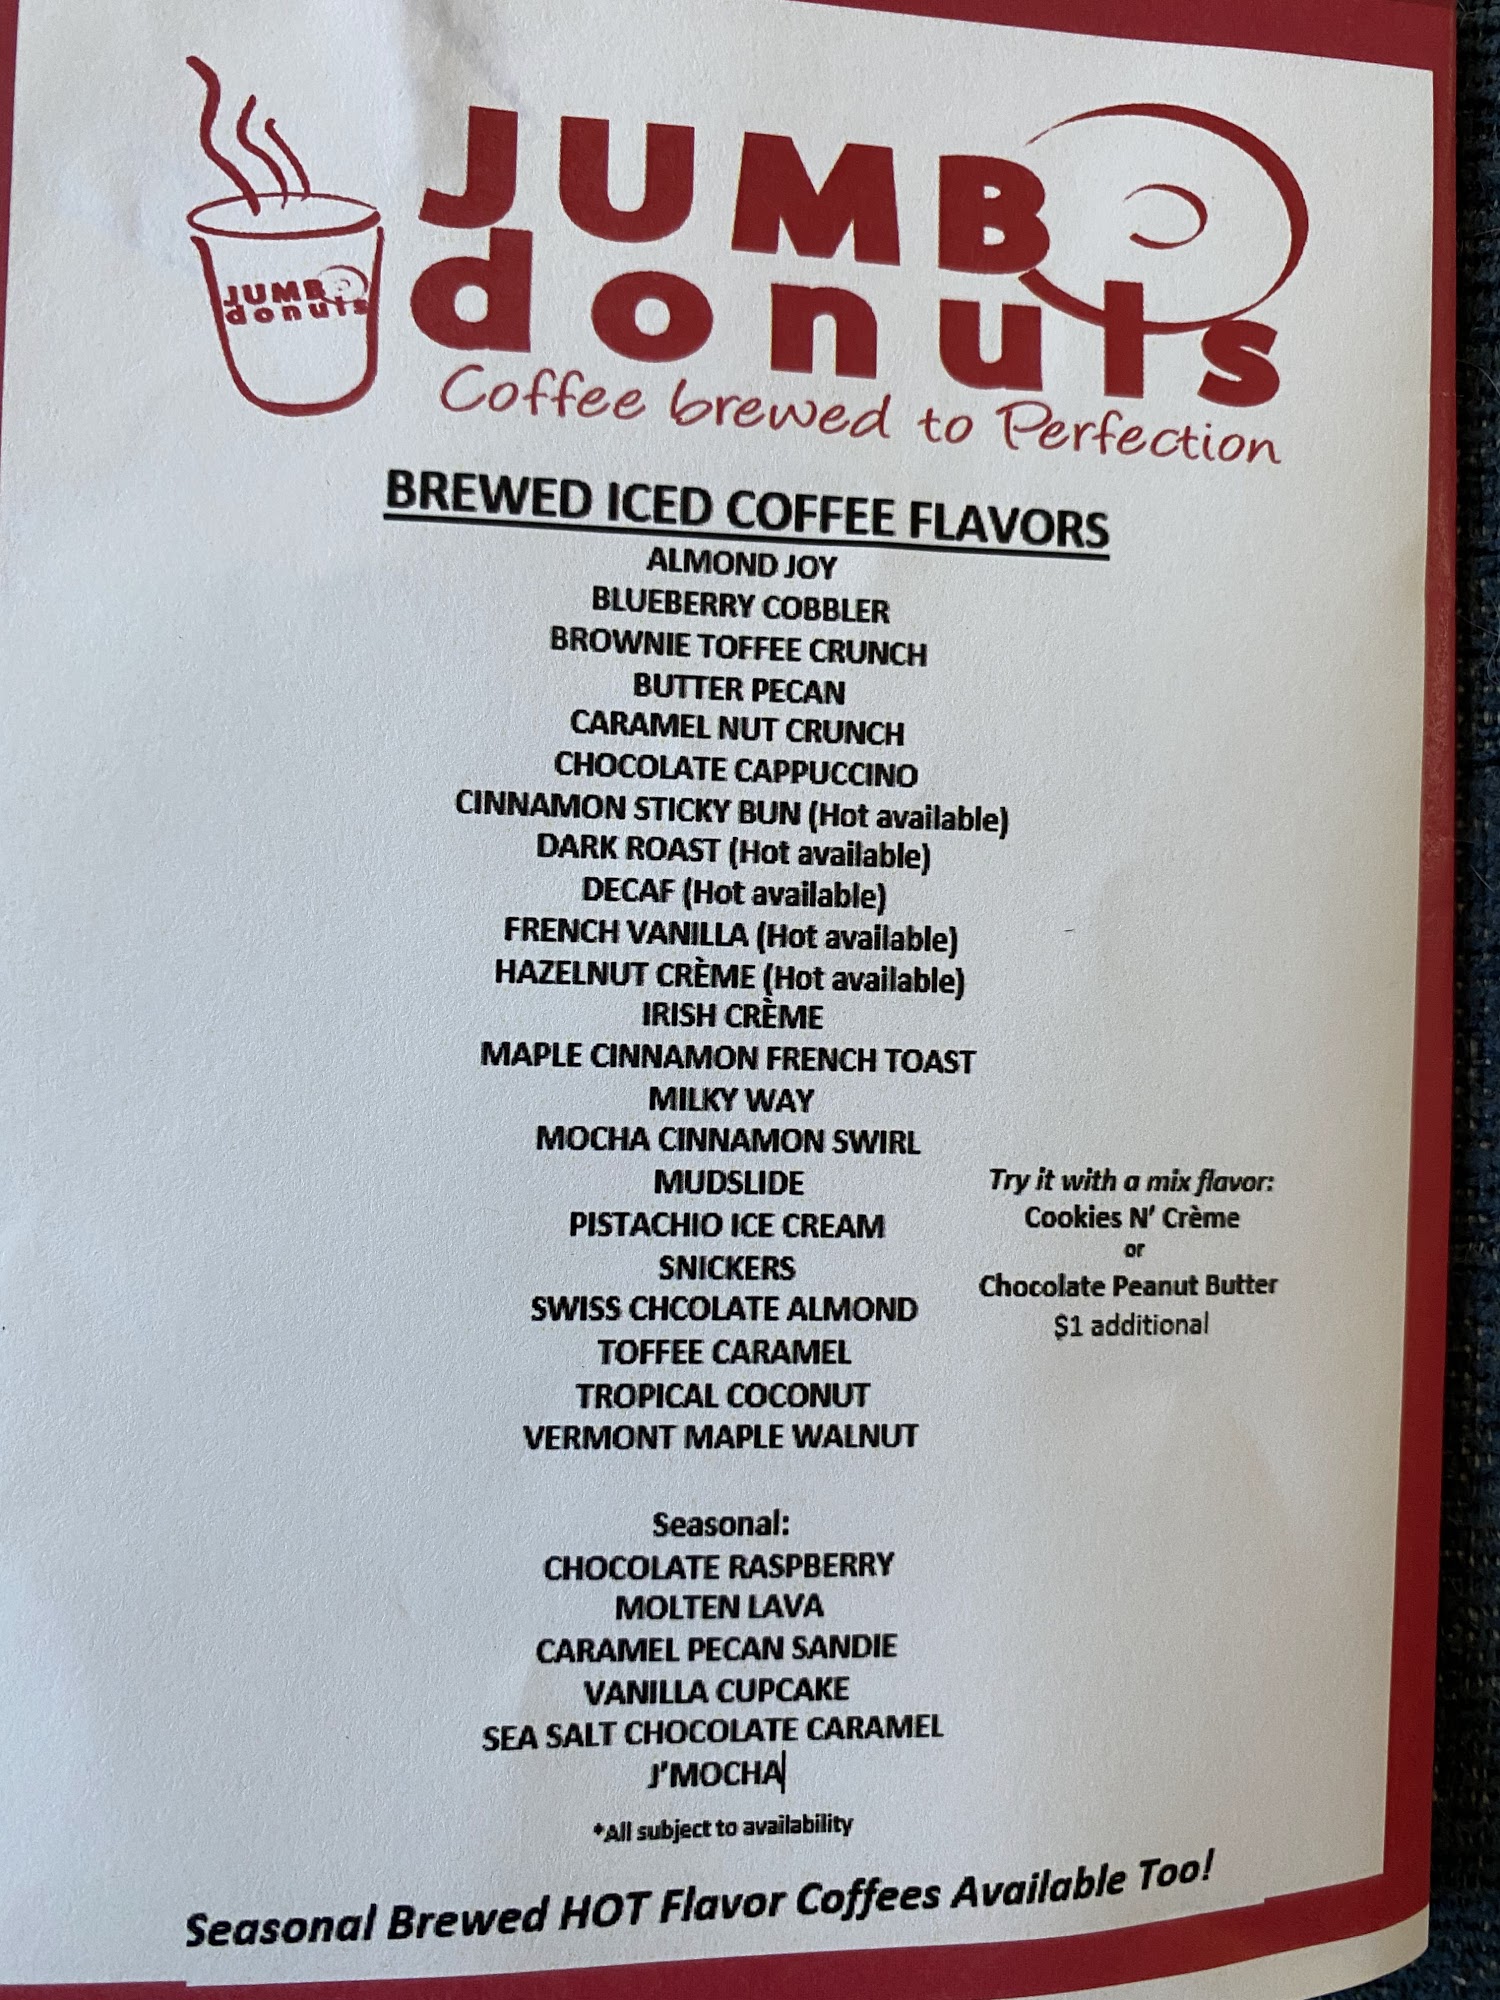 JUMBO
donuts
JUMBO
donuts
Coffee brewed to Perfection
BREWED ICED COFFEE FLAVORS
ALMOND JOY
BLUEBERRY COBBLER
BROWNIE TOFFEE CRUNCH
BUTTER PECAN
CARAMEL NUT CRUNCH
CHOCOLATE CAPPUCCINO
CINNAMON STICKY BUN (Hot available)
DARK ROAST (Hot available)
DECAF (Hot available)
FRENCH VANILLA (Hot available)
HAZELNUT CRÈME (Hot available)
IRISH CRÈME
MAPLE CINNAMON FRENCH TOAST
MILKY WAY
MOCHA CINNAMON SWIRL
MUDSLIDE
PISTACHIO ICE CREAM
SNICKERS
SWISS CHCOLATE ALMOND
TOFFEE CARAMEL
TROPICAL COCONUT
VERMONT MAPLE WALNUT
Try it with a mix flavor:
Cookies N' Crème
or
Chocolate Peanut Butter
$1 additional
Seasonal:
CHOCOLATE RASPBERRY
MOLTEN LAVA
CARAMEL PECAN SANDIE
VANILLA CUPCAKE
SEA SALT CHOCOLATE CARAMEL
J'MOCHA
*All subject to availability
Seasonal Brewed HOT Flavor Coffees Available Too!